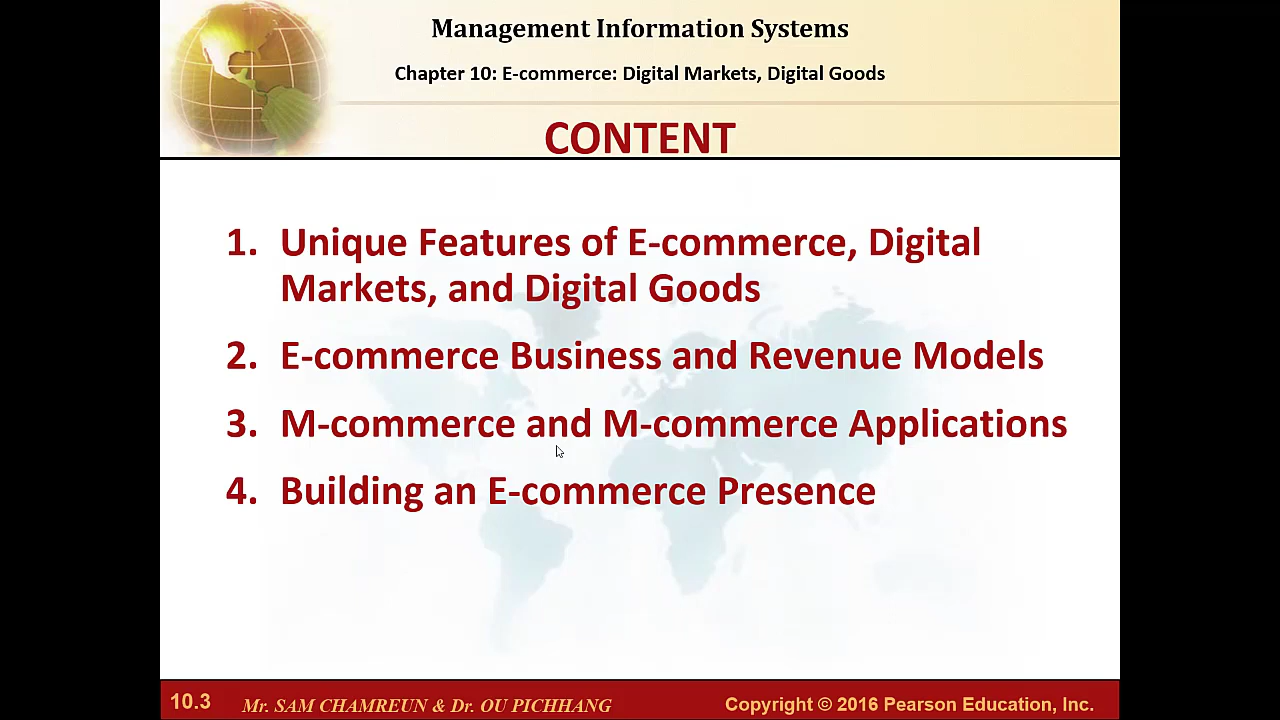 Management Information Systems
Chapter 10: E-commerce: Digital Markets, Digital Goods
CONTENT
1. Unique Features of E-commerce, Digital
Markets, and Digital Goods
2. E-commerce Business and Revenue Models
3. M-commerce and M-commerce Applications
4. Building an E-commerce Presence
10.3 Mr. SAM CHAMREUN & Dr. OU PICHHANG Copyright © 2016 Pearson Education, Inc.